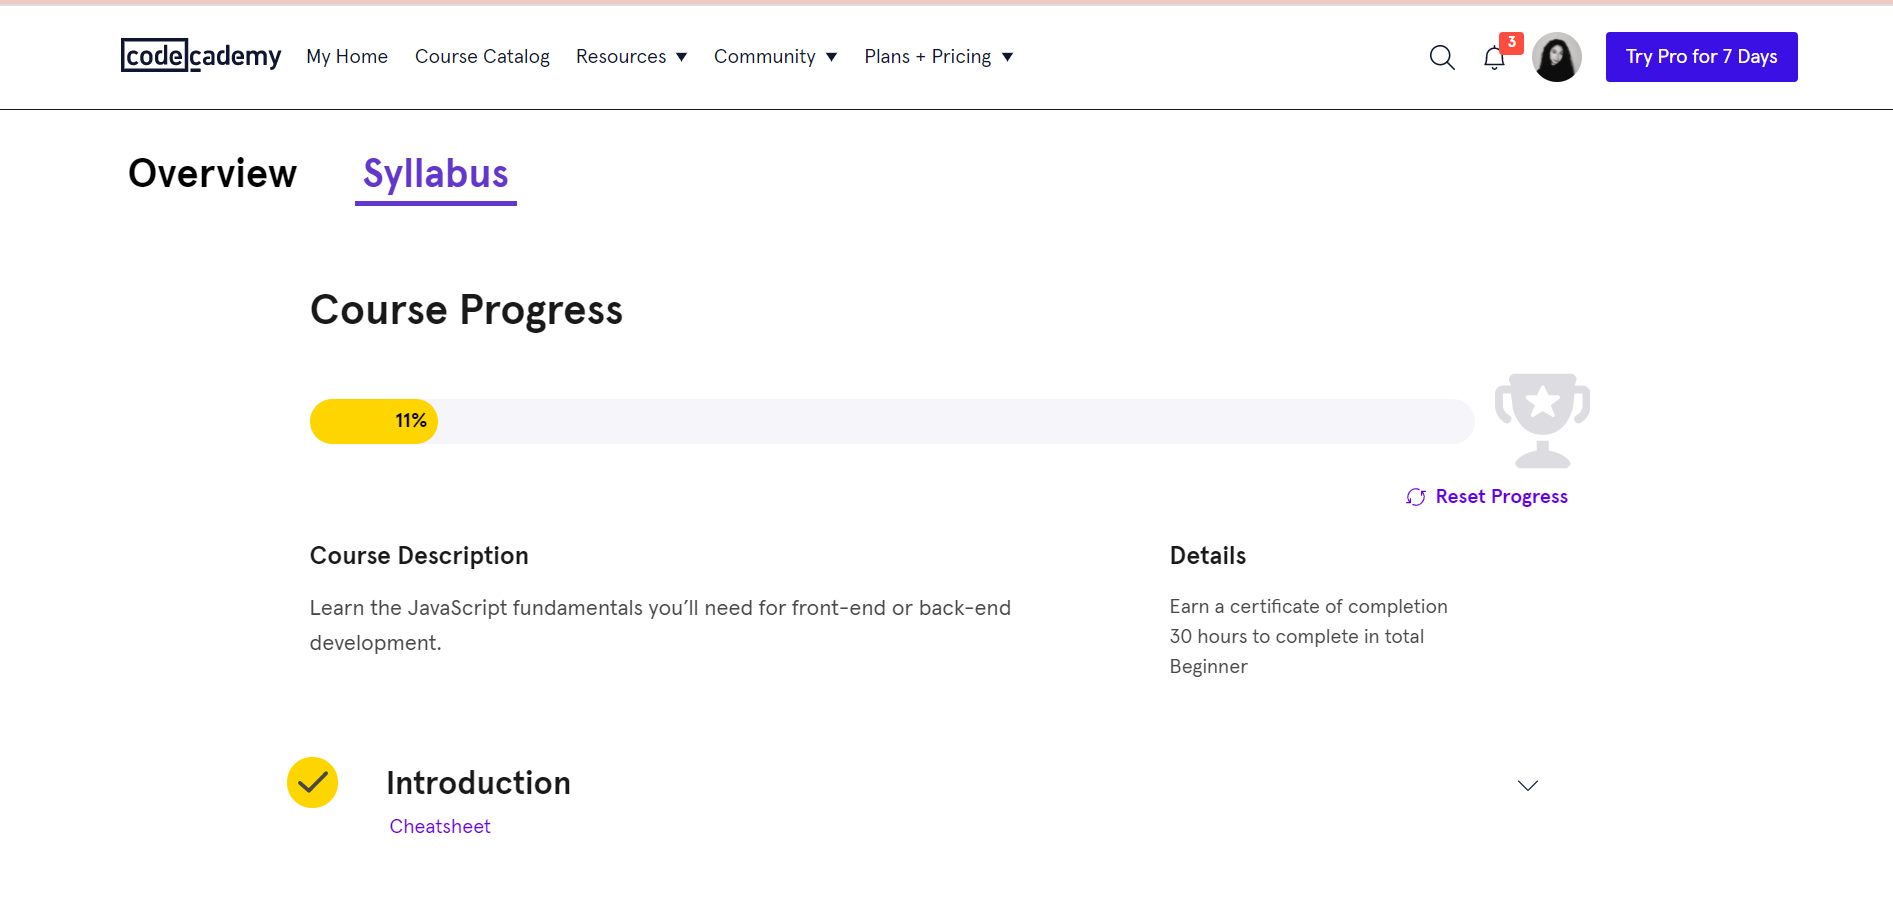 codecademy My Home Course Catalog Resources Community Plans + Pricing 3 Try Pro for 7 Days
Overview Syllabus
Course Progress
11%
Reset Progress
Course Description
Learn the JavaScript fundamentals you’ll need for front-end or back-end
development.
Details
Earn a certificate of completion
30 hours to complete in total
Beginner
Introduction
Cheatsheet